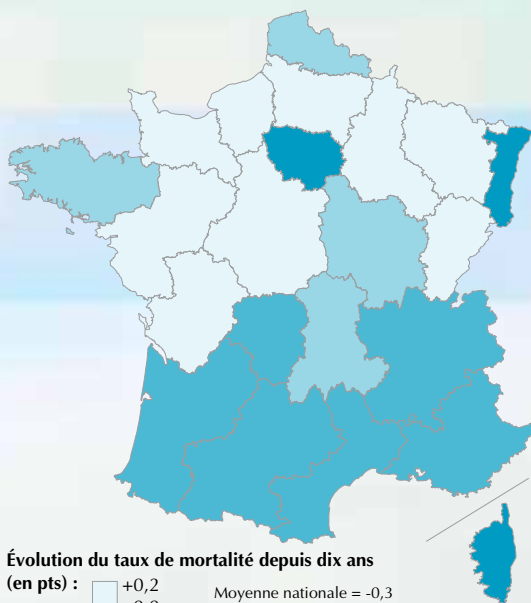 Évolution du taux de mortalité depuis dix ans
(en pts) :
+0,2
Moyenne nationale = -0,3